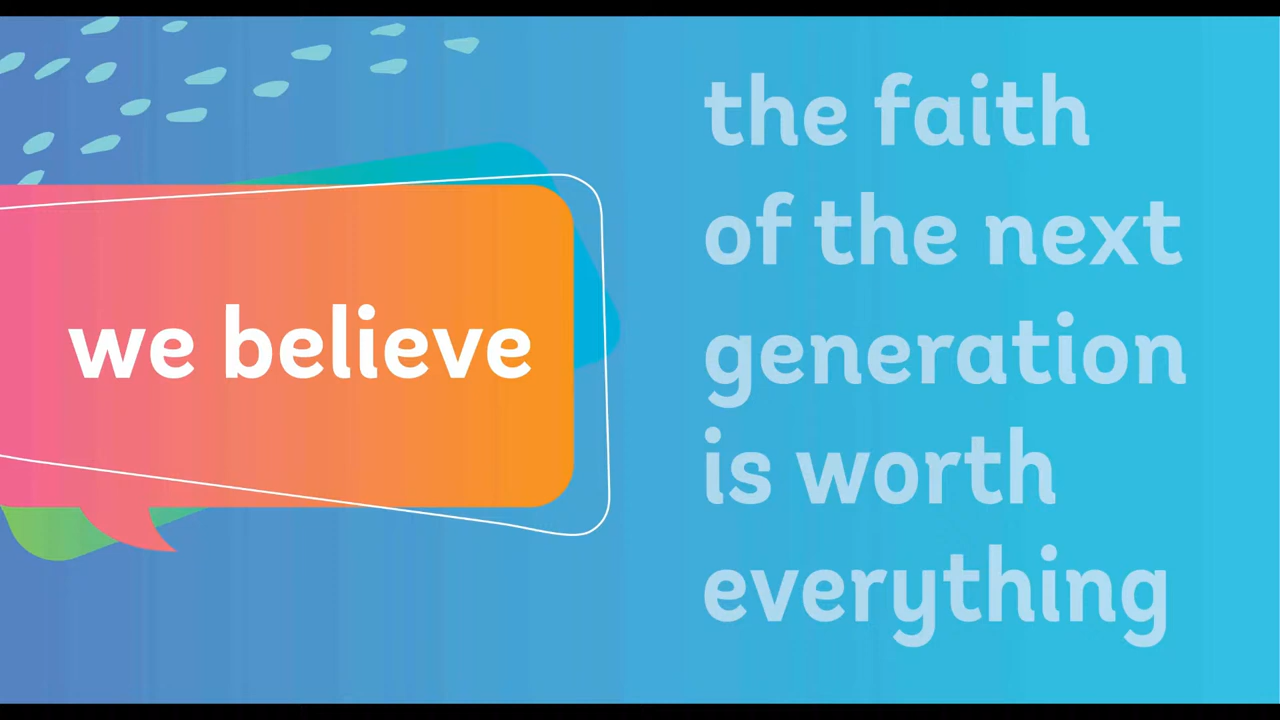 we believe
the faith
of the next
generation
is worth
everything